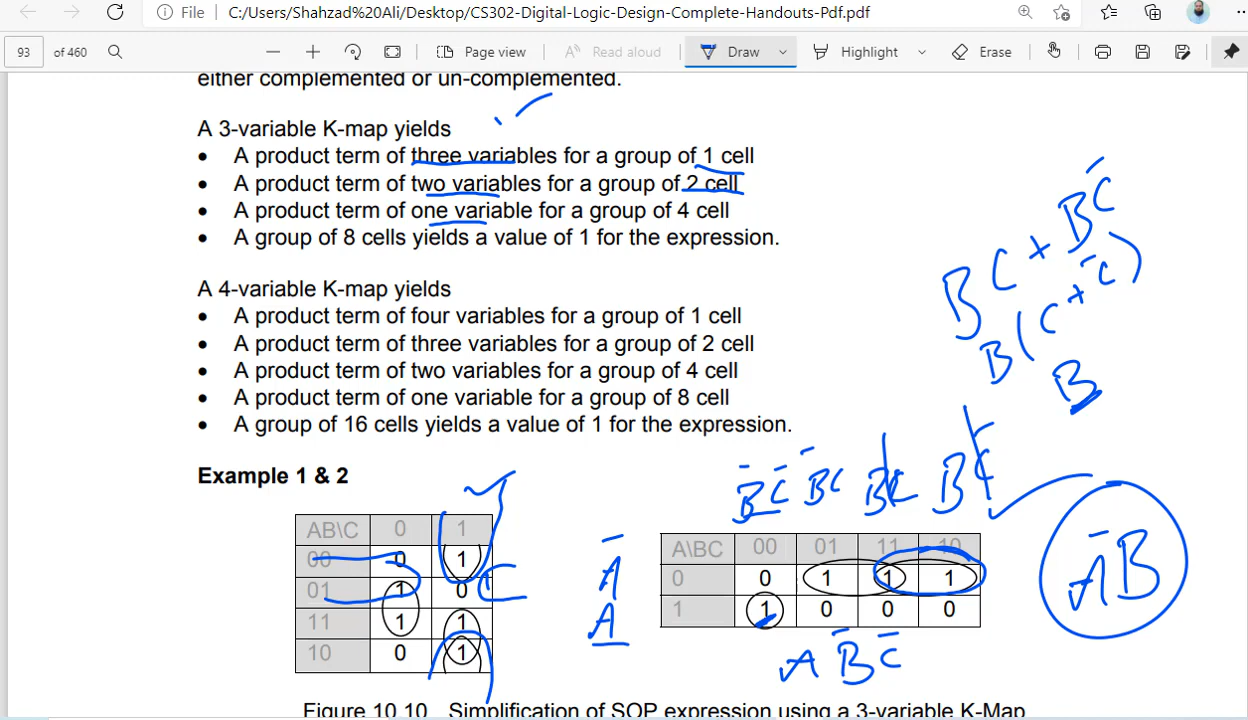 File C:/Users/Shahzad%20Ali/Desktop/CS302-Digital-Logic-Design-Complete-Handouts-Pdf.pdf
93 of 460 Page view Read aloud Draw Highlight Erase
either complemented or un-complemented.
A 3-variable K-map yields
• A product term of three variables for a group of 1 cell
• A product term of two variables for a group of 2 cell
• A product term of one variable for a group of 4 cell
• A group of 8 cells yields a value of 1 for the expression.
A 4-variable K-map yields
• A product term of four variables for a group of 1 cell
• A product term of three variables for a group of 2 cell
• A product term of two variables for a group of 4 cell
• A product term of one variable for a group of 8 cell
• A group of 16 cells yields a value of 1 for the expression.
BC + BC̄
B(C + C̄)
B
Example 1 & 2
B̄C̄ B̄C BC BC̄
AB\C 0 1
00 0 1
01 1 0
11 1 1
10 0 1
C
Ā
A
A\BC 00 01 11 10
0 0 1 1 1
1 1 0 0 0
ĀB
AB̄C̄
Figure 10.10 Simplification of SOP expression using a 3-variable K-Map